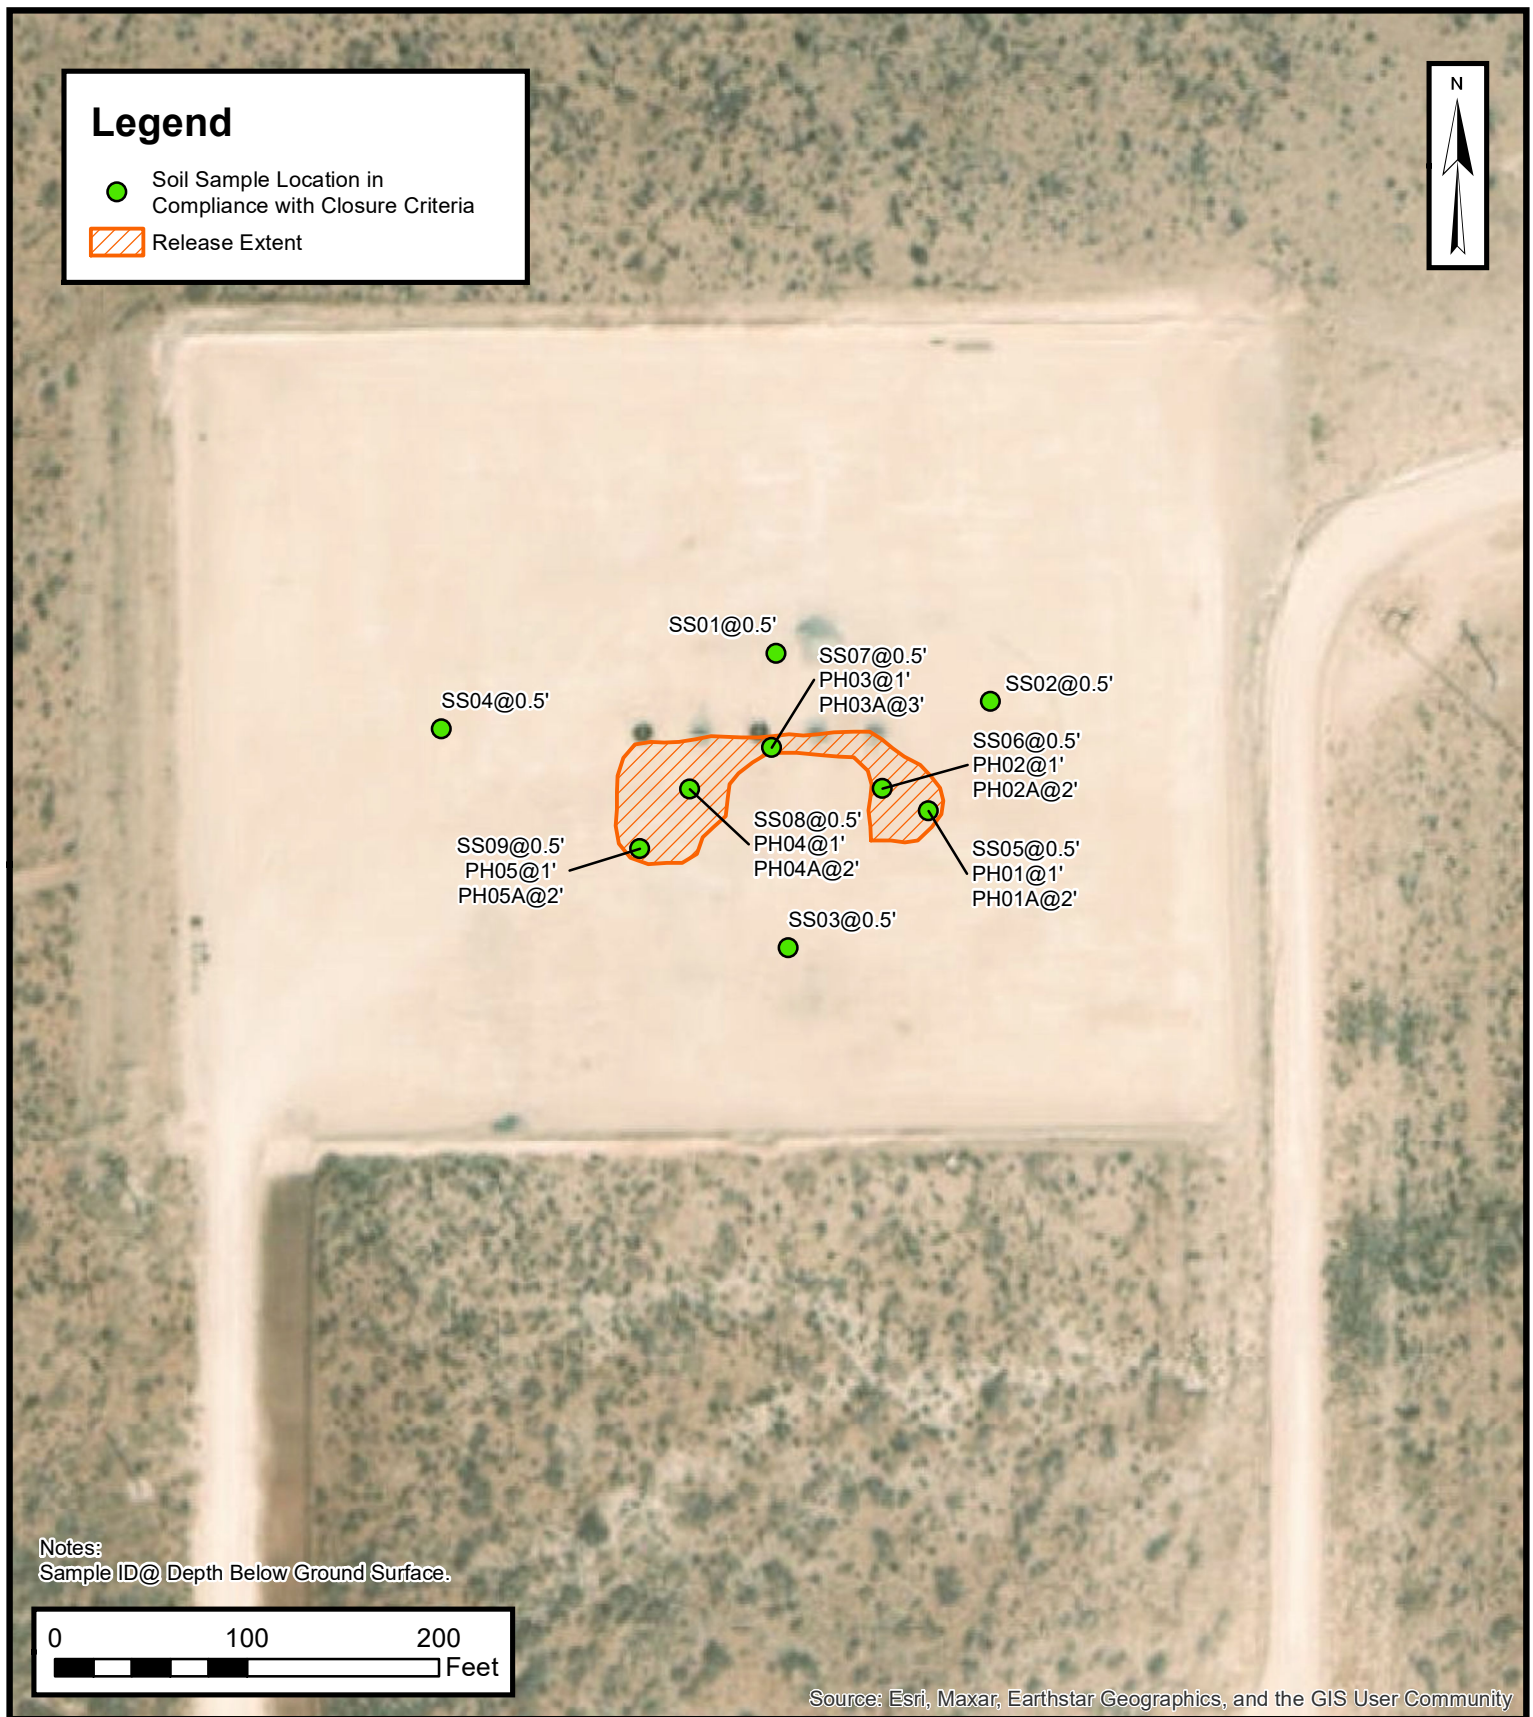 Legend
Soil Sample Location in
Compliance with Closure Criteria
Release Extent
N
SS01@0.5'
SS07@0.5'
PH03@1'
PH03A@3'
SS02@0.5'
SS04@0.5'
SS06@0.5'
PH02@1'
PH02A@2'
SS08@0.5'
PH04@1'
PH04A@2'
SS09@0.5'
PH05@1'
PH05A@2'
SS05@0.5'
PH01@1'
PH01A@2'
SS03@0.5'
Notes:
Sample ID@ Depth Below Ground Surface.
0 100 200
Feet
Source: Esri, Maxar, Earthstar Geographics, and the GIS User Community